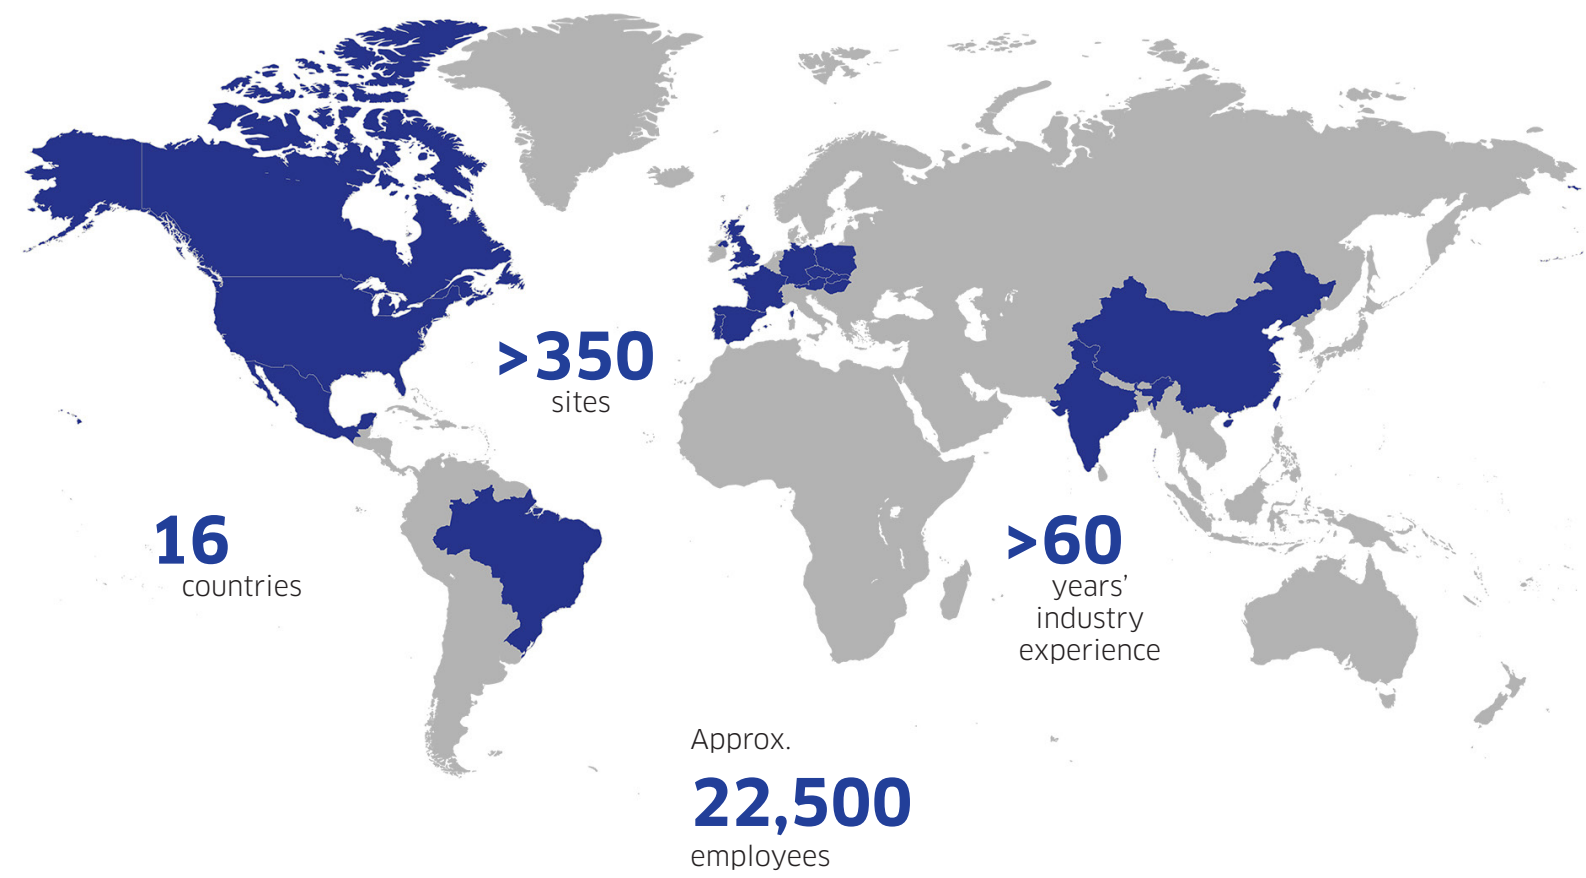 >350
sites
16
countries
>60
years’
industry
experience
Approx.
22,500
employees